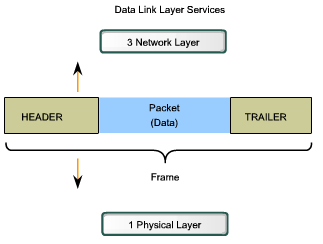 Data Link Layer Services
3 Network Layer
HEADER
Packet
(Data)
TRAILER
Frame
1 Physical Layer